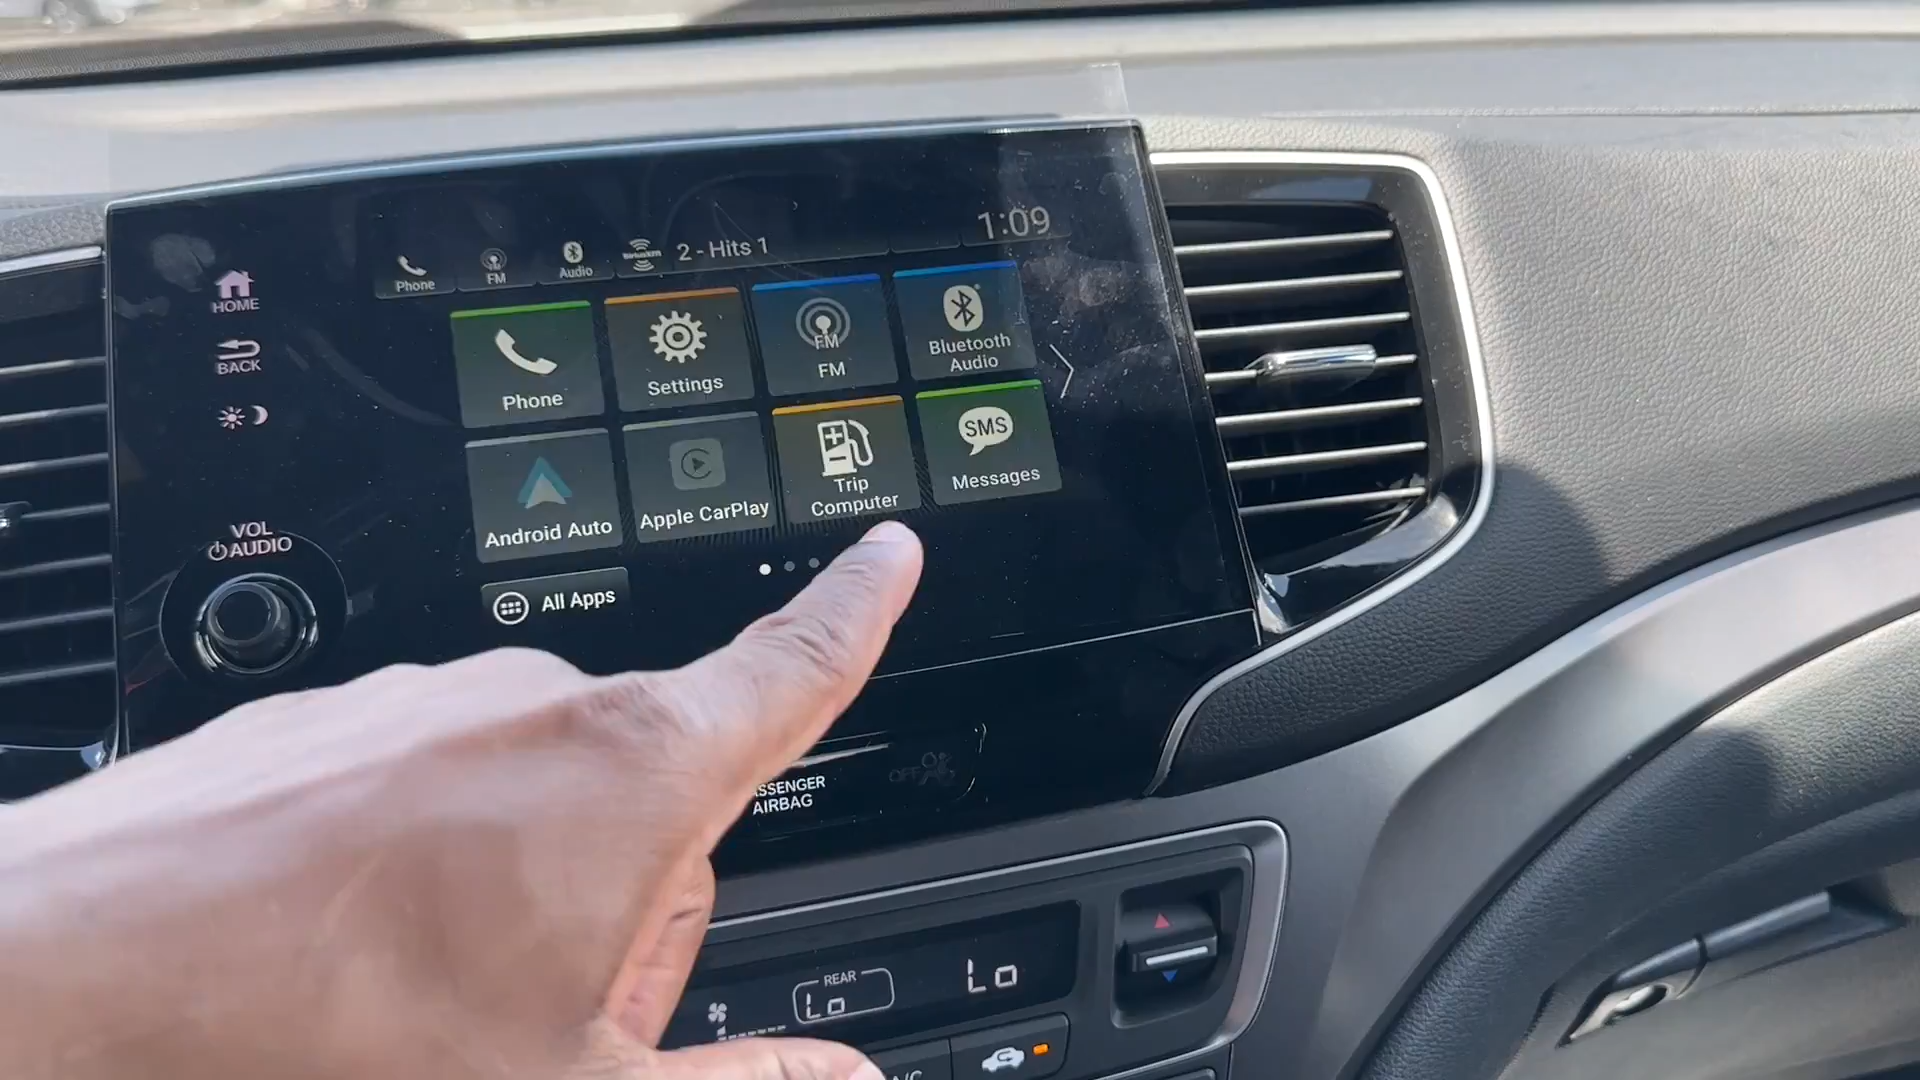 1:09
Phone
FM
Audio
SiriusXM
2 - Hits 1
HOME
BACK
Phone
Settings
FM
FM
Bluetooth
Audio
Android Auto
Apple CarPlay
Trip
Computer
SMS
Messages
VOL
AUDIO
All Apps
AIRBAG
OFF
REAR
Lo
Lo